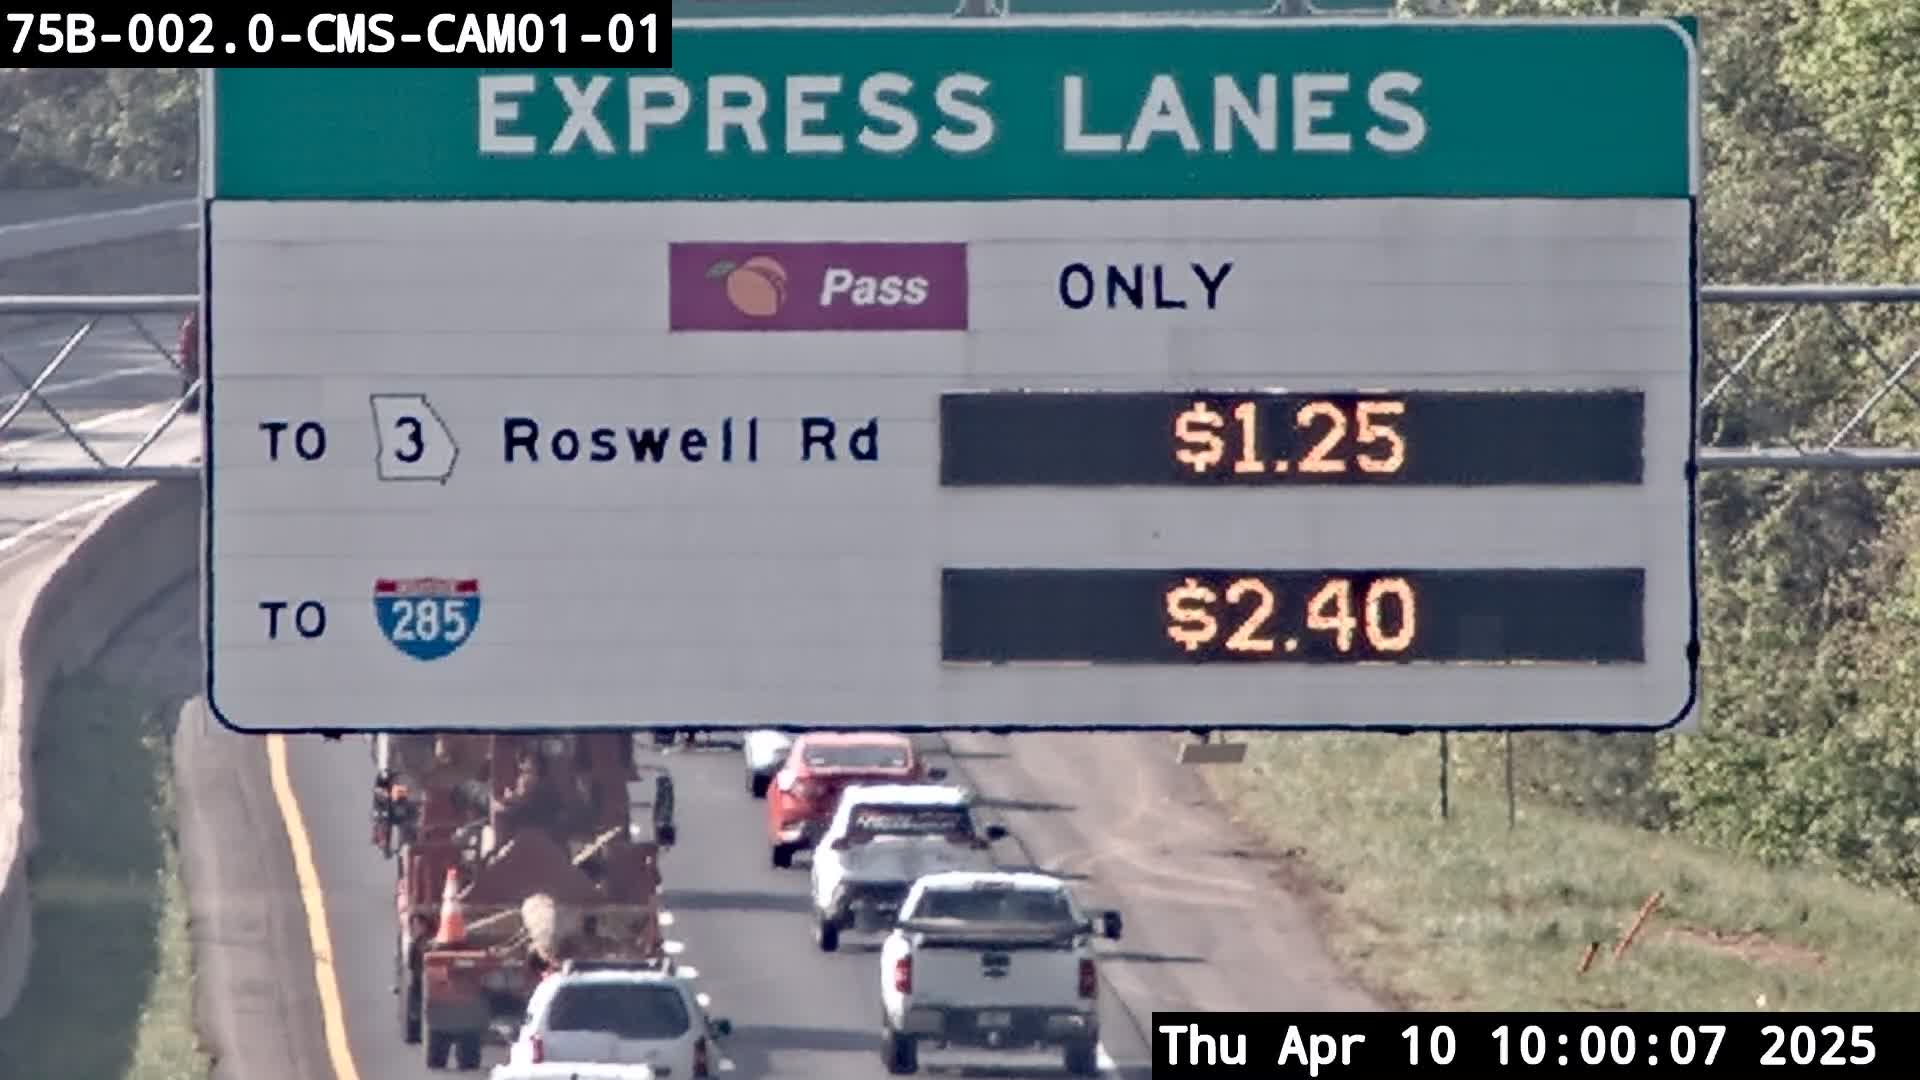 75B-002.0-CMS-CAM01-01
EXPRESS LANES
Pass ONLY
TO 3 Roswell Rd $1.25
TO 285 $2.40
Thu Apr 10 10:00:07 2025